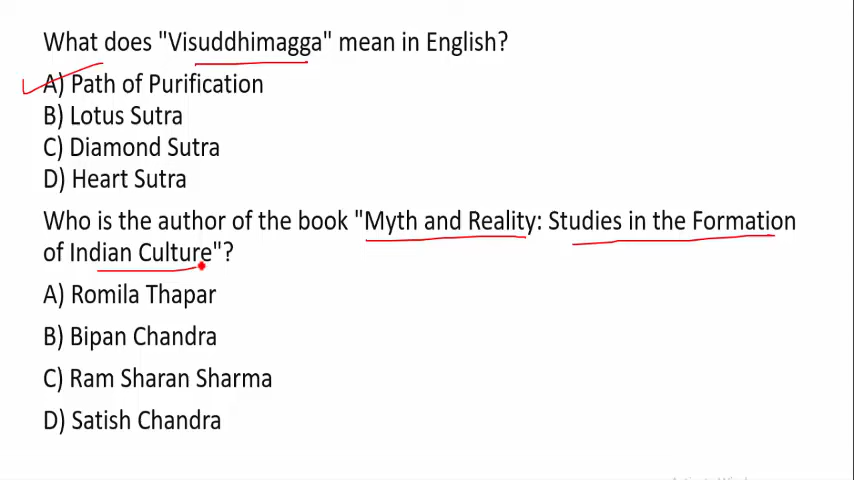 What does "Visuddhimagga" mean in English?
A) Path of Purification
B) Lotus Sutra
C) Diamond Sutra
D) Heart Sutra
Who is the author of the book "Myth and Reality: Studies in the Formation
of Indian Culture"?
A) Romila Thapar
B) Bipan Chandra
C) Ram Sharan Sharma
D) Satish Chandra